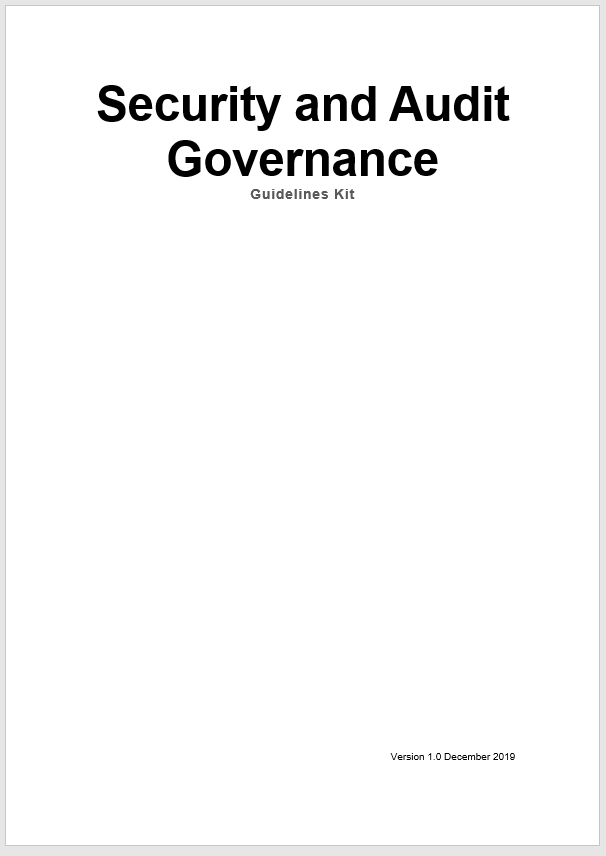 Security and Audit
Governance
Guidelines Kit
Version 1.0 December 2019